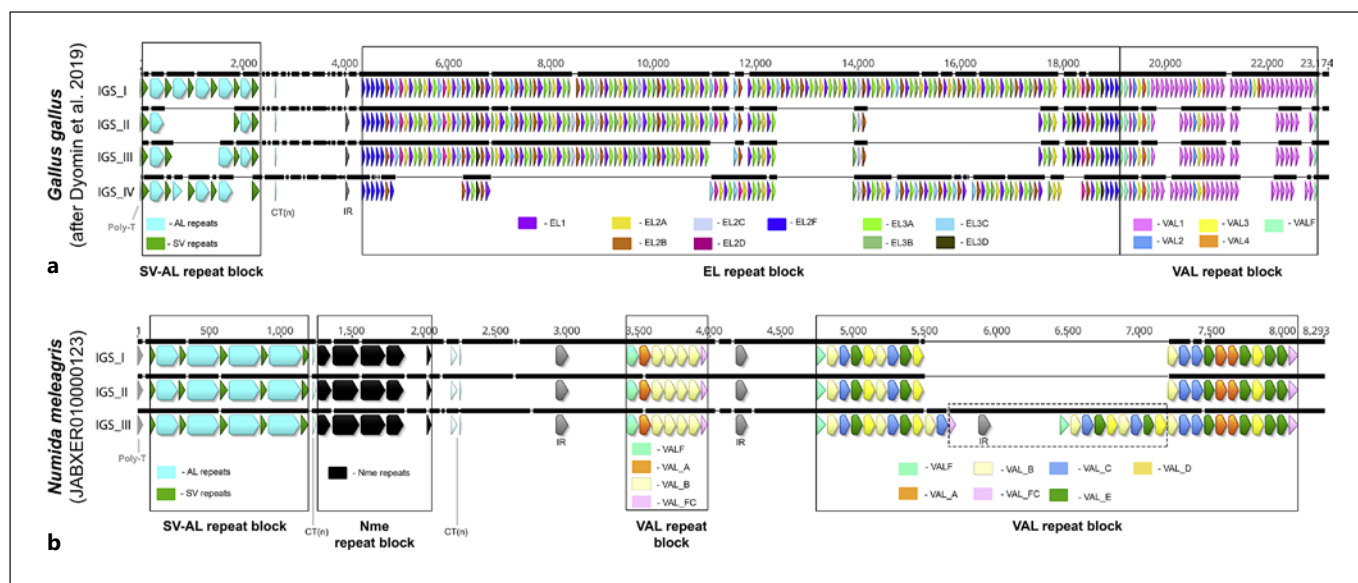 2,000 4,000 6,000 8,000 10,000 12,000 14,000 16,000 18,000 20,000 22,000 23,174
Gallus gallus
(after Dyomin et al. 2019)
IGS_I
IGS_II
IGS_III
IGS_IV
Poly-T
CT(n)
IR
- AL repeats
- SV repeats
- EL1 - EL2A - EL2C - EL2F - EL3A - EL3C
- EL2B - EL2D - EL3B - EL3D
- VAL1 - VAL3 - VALF
- VAL2 - VAL4
a
SV-AL repeat block EL repeat block VAL repeat block
1 500 1,000 1,500 2,000 2,500 3,000 3,500 4,000 4,500 5,000 5,500 6,000 6,500 7,000 7,500 8,000 8,293
Numida meleagris
(JABXER010000123)
IGS_I
IGS_II
IGS_III
Poly-T
IR IR IR
- AL repeats
- SV repeats
- Nme repeats
- VALF
- VAL_A
- VAL_B
- VAL_FC
- VALF - VAL_B - VAL_C - VAL_D
- VAL_A - VAL_FC - VAL_E
CT(n) CT(n)
SV-AL repeat block
Nme
repeat block
VAL repeat
block
VAL repeat block
b